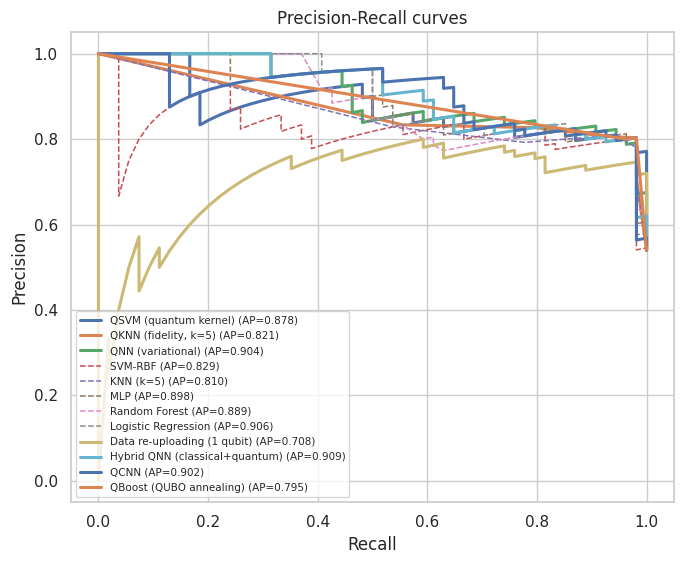 Precision-Recall curves
Precision
1.0
0.8
0.6
0.4
0.2
0.0
QSVM (quantum kernel) (AP=0.878)
QKNN (fidelity, k=5) (AP=0.821)
QNN (variational) (AP=0.904)
SVM-RBF (AP=0.829)
KNN (k=5) (AP=0.810)
MLP (AP=0.898)
Random Forest (AP=0.889)
Logistic Regression (AP=0.906)
Data re-uploading (1 qubit) (AP=0.708)
Hybrid QNN (classical+quantum) (AP=0.909)
QCNN (AP=0.902)
QBoost (QUBO annealing) (AP=0.795)
0.0 0.2 0.4 0.6 0.8 1.0
Recall